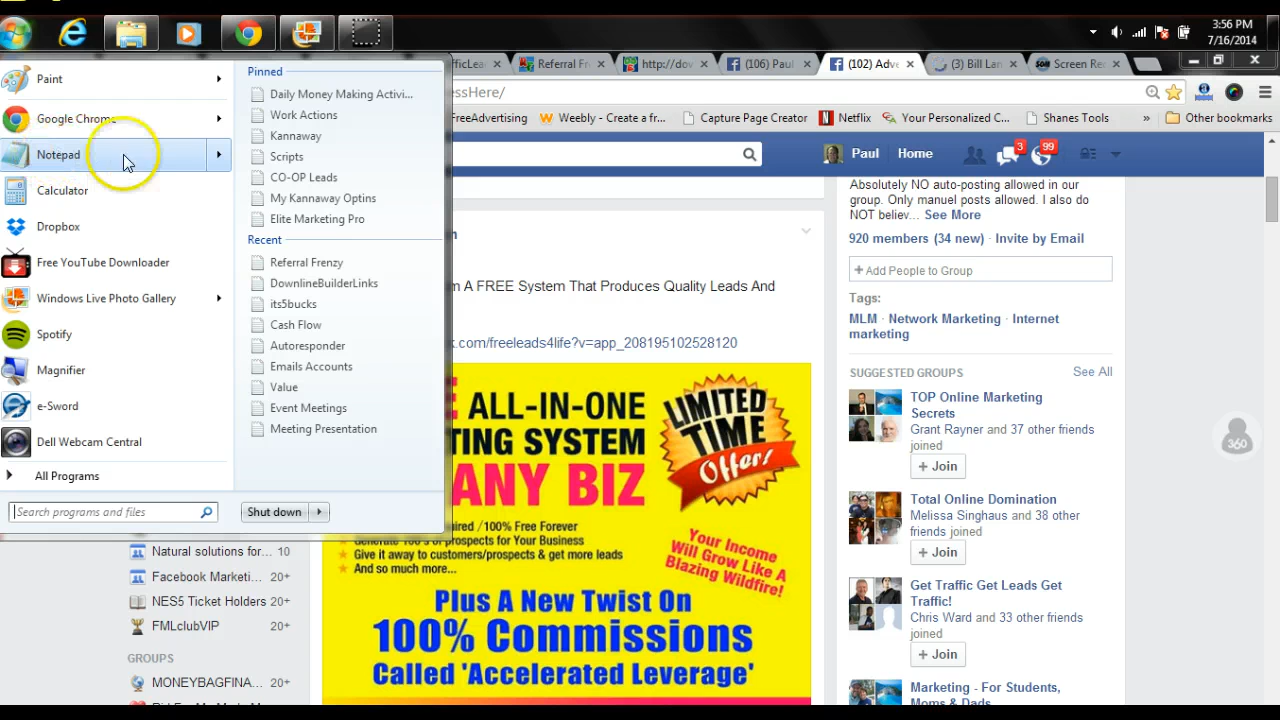 3:56 PM
7/16/2014
Paint
Google Chrome
Notepad
Calculator
Dropbox
Free YouTube Downloader
Windows Live Photo Gallery
Spotify
Magnifier
e-Sword
Dell Webcam Central
All Programs
Search programs and files
Pinned
Daily Money Making Activi...
Work Actions
Kannaway
Scripts
CO-OP Leads
My Kannaway Optins
Elite Marketing Pro
Recent
Referral Frenzy
DownlineBuilderLinks
its5bucks
Cash Flow
Autoresponder
Emails Accounts
Value
Event Meetings
Meeting Presentation
Shut down
Referral Fr
http://dov
(106) Paul
(102) Adve
(3) Bill Lan
Screen Rec
essHere/
FreeAdvertising
Weebly - Create a fr...
Capture Page Creator
Netflix
Your Personalized C...
Shanes Tools
»
Other bookmarks
Paul
Home
3
99
m A FREE System That Produces Quality Leads And
k.com/freeleads4life?v=app_208195102528120
ALL-IN-ONE
TING SYSTEM
ANY BIZ
LIMITED
TIME
Offer!
uired /100% Free Forever
Generate 100's of prospects for Your Business
Give it away to customers/prospects & get more leads
And so much more...
Your Income
Will Grow Like A
Blazing Wildfire!
Plus A New Twist On
100% Commissions
Called 'Accelerated Leverage'
Natural solutions for... 10
Facebook Marketi... 20+
NES5 Ticket Holders 20+
FMLclubVIP 20+
GROUPS
MONEYBAGFINA... 20+
Absolutely NO auto-posting allowed in our
group. Only manuel posts allowed. I also do
NOT believ... See More
920 members (34 new) · Invite by Email
+ Add People to Group
Tags:
MLM · Network Marketing · Internet
marketing
SUGGESTED GROUPS
See All
TOP Online Marketing
Secrets
Grant Rayner and 37 other friends
joined
+ Join
Total Online Domination
Melissa Singhaus and 38 other
friends joined
+ Join
Get Traffic Get Leads Get
Traffic!
Chris Ward and 33 other friends
joined
+ Join
Marketing - For Students,
Moms & Dads
360